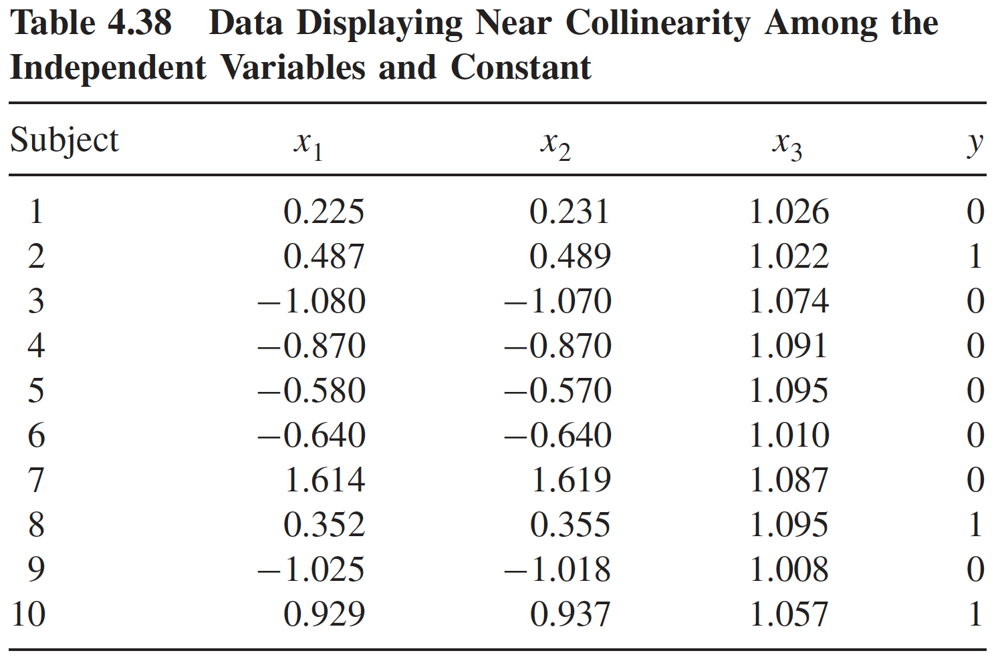 Table 4.38 Data Displaying Near Collinearity Among the
Independent Variables and Constant
Subject x₁ x₂ x₃ y
1 0.225 0.231 1.026 0
2 0.487 0.489 1.022 1
3 −1.080 −1.070 1.074 0
4 −0.870 −0.870 1.091 0
5 −0.580 −0.570 1.095 0
6 −0.640 −0.640 1.010 0
7 1.614 1.619 1.087 0
8 0.352 0.355 1.095 1
9 −1.025 −1.018 1.008 0
10 0.929 0.937 1.057 1